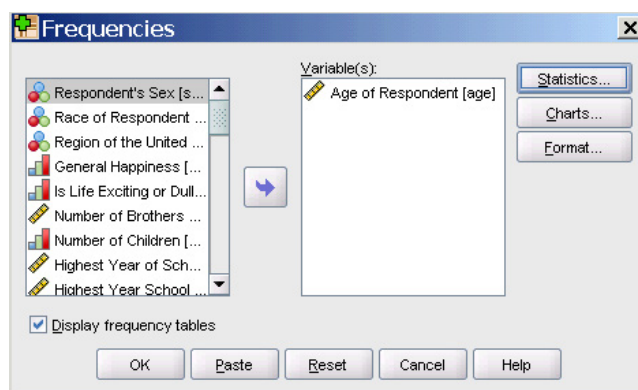 Frequencies
Variable(s):
Respondent's Sex [s...
Race of Respondent ...
Region of the United ...
General Happiness [...
Is Life Exciting or Dull...
Number of Brothers ...
Number of Children [...
Highest Year of Sch...
Highest Year School ...
Age of Respondent [age]
Statistics...
Charts...
Format...
Display frequency tables
OK
Paste
Reset
Cancel
Help